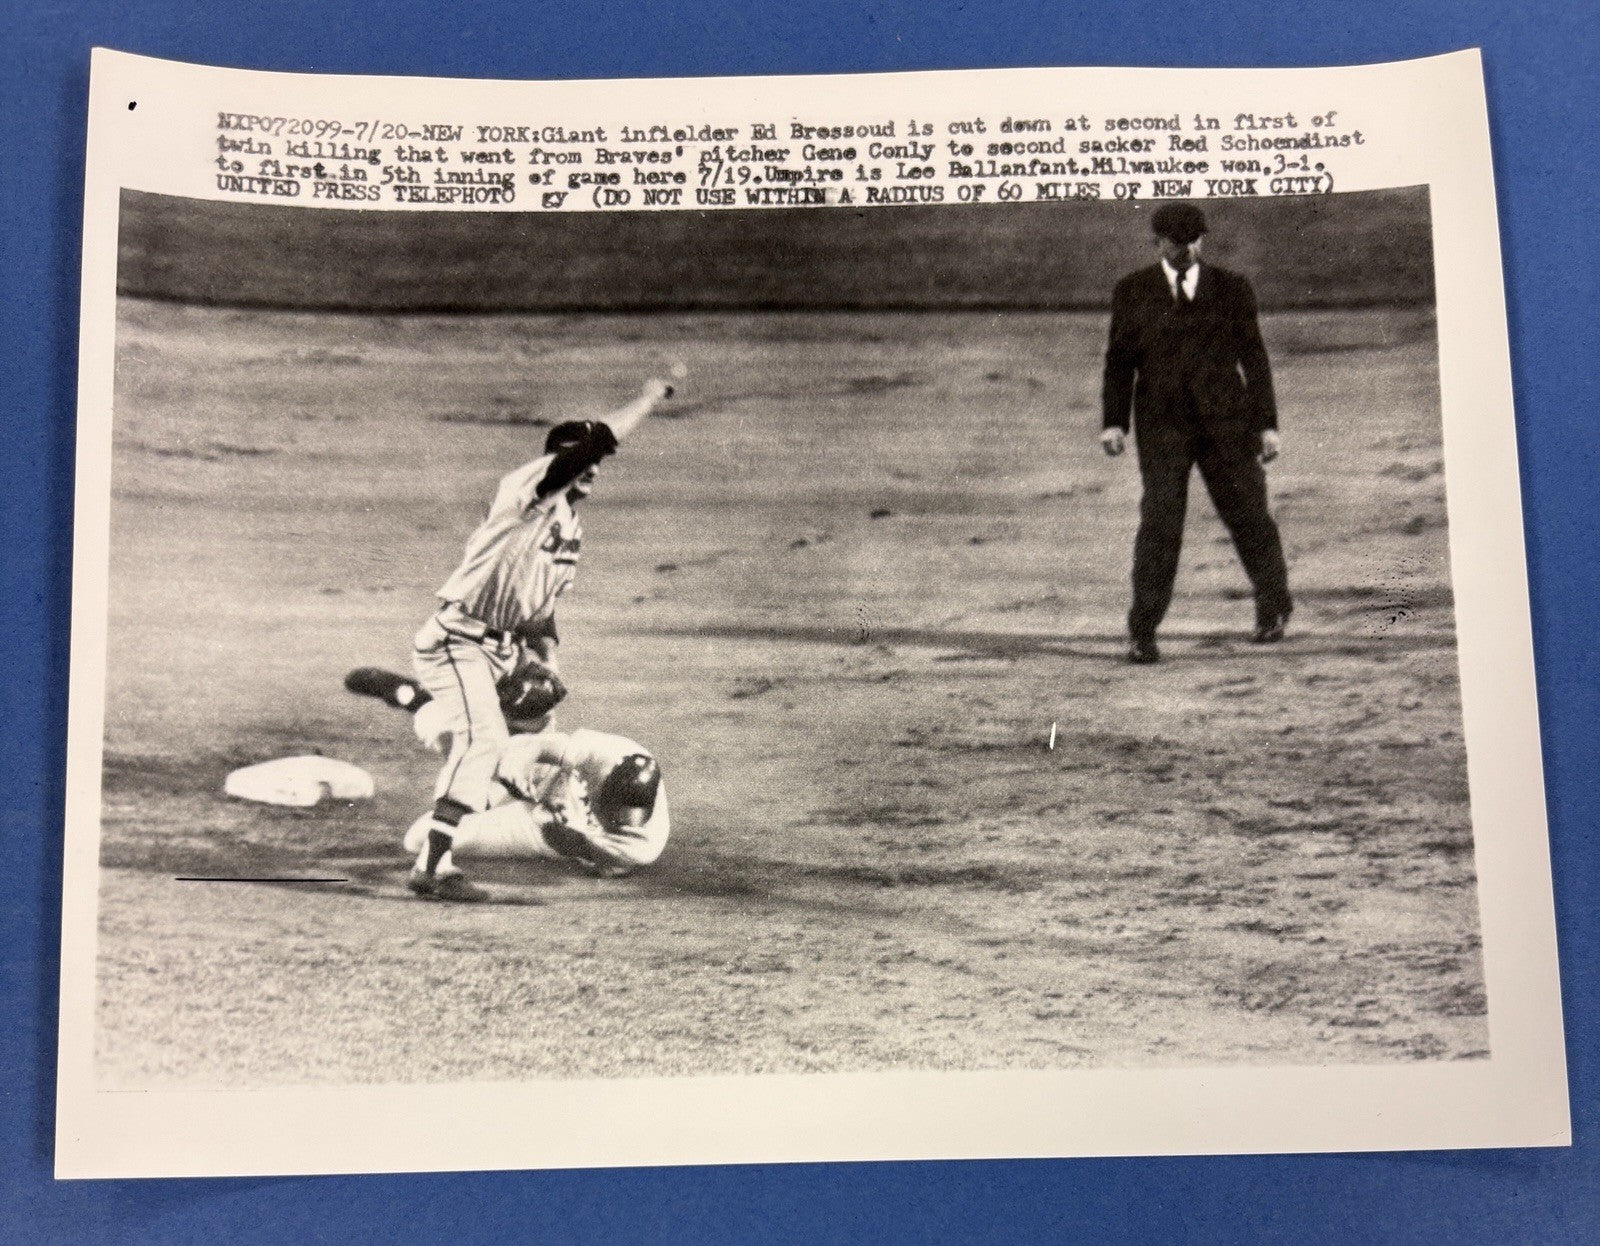 NXP072099-7/20-NEW YORK:Giant infielder Ed Bressoud is cut down at second in first of
twin killing that went from Braves' pitcher Gene Conly to second sacker Red Schoendinst
to first.in 5th inning of game here 7/19.Umpire is Lee Ballanfant.Milwaukee won,3-1.
UNITED PRESS TELEPHOTO gy (DO NOT USE WITHIN A RADIUS OF 60 MILES OF NEW YORK CITY)